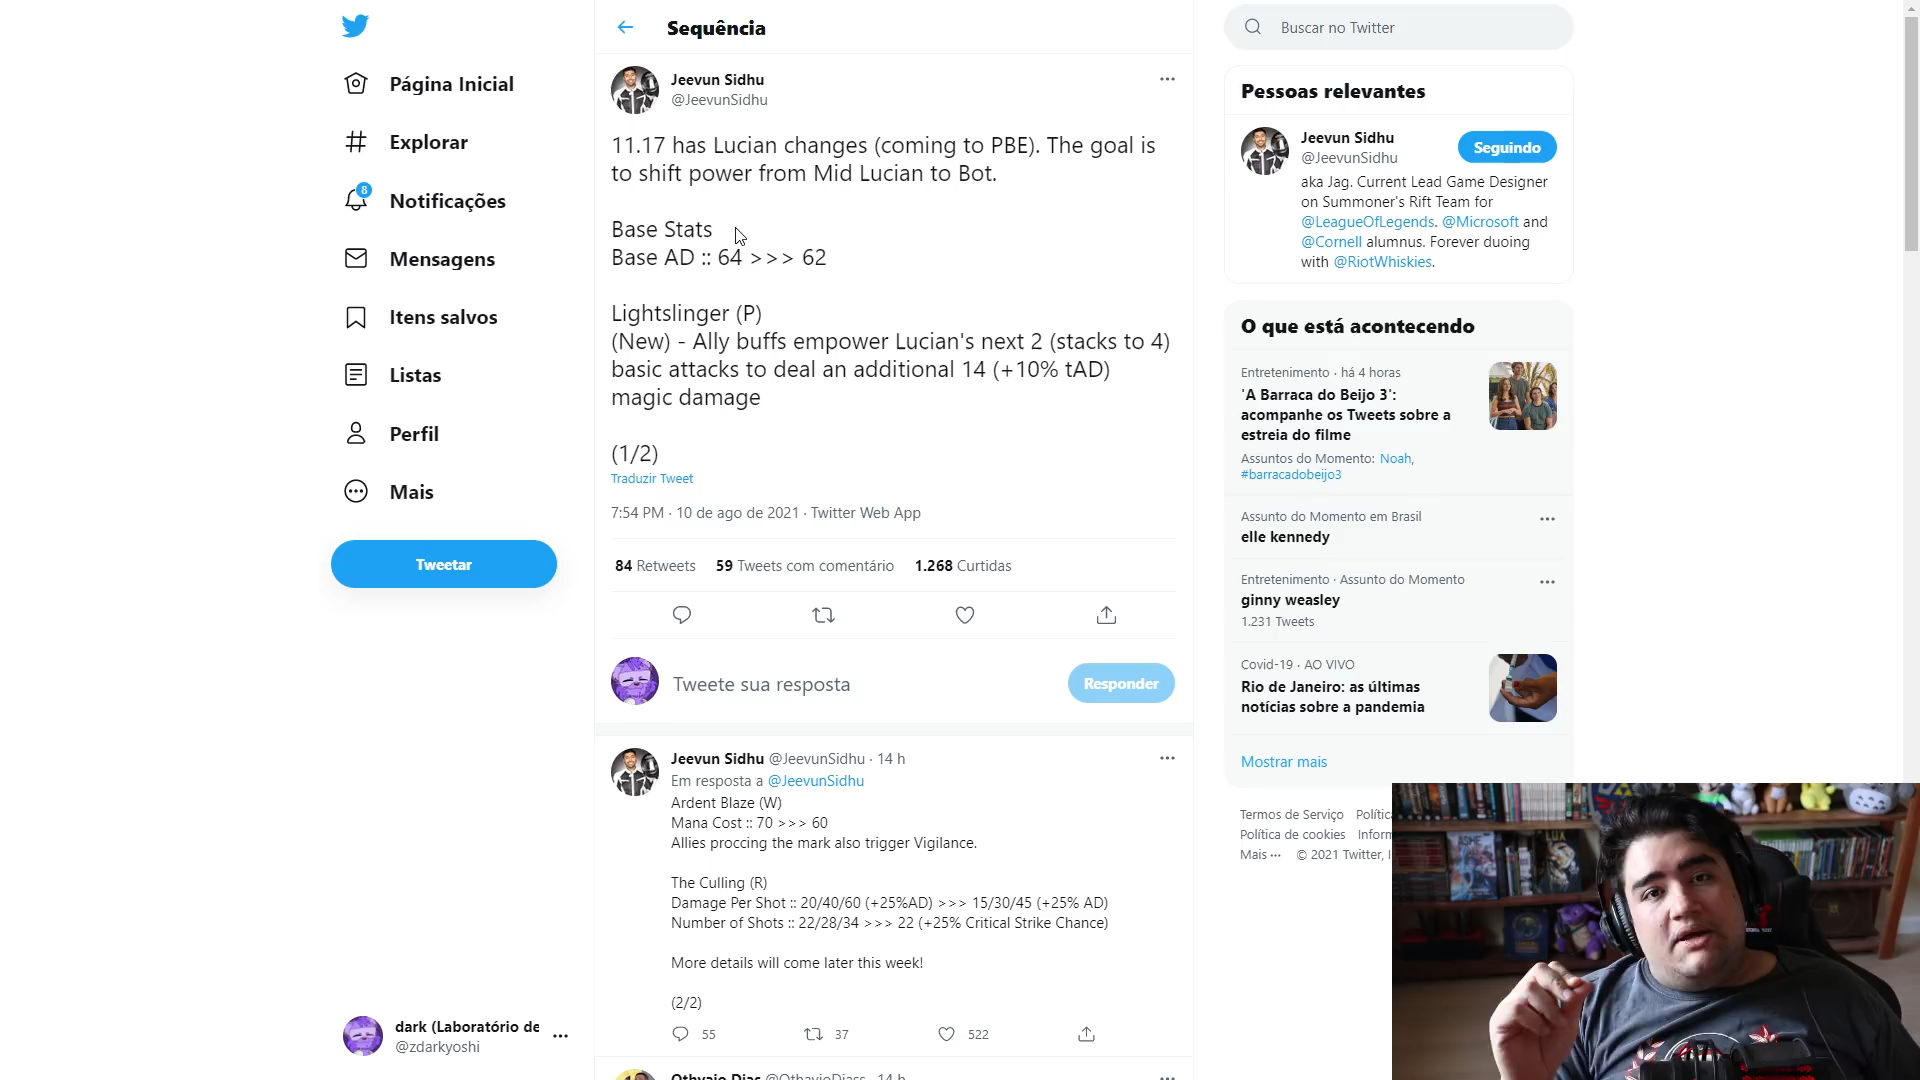 Sequência
Buscar no Twitter
Página Inicial
Explorar
8
Notificações
Mensagens
Itens salvos
Listas
Perfil
Mais
Tweetar
dark (Laboratório de
@zdarkyoshi
Jeevun Sidhu
@JeevunSidhu
11.17 has Lucian changes (coming to PBE). The goal is
to shift power from Mid Lucian to Bot.
Base Stats
Base AD :: 64 >>> 62
Lightslinger (P)
(New) - Ally buffs empower Lucian's next 2 (stacks to 4)
basic attacks to deal an additional 14 (+10% tAD)
magic damage
(1/2)
Traduzir Tweet
7:54 PM · 10 de ago de 2021 · Twitter Web App
84 Retweets 59 Tweets com comentário 1.268 Curtidas
Tweete sua resposta
Responder
Jeevun Sidhu @JeevunSidhu · 14 h
Em resposta a @JeevunSidhu
Ardent Blaze (W)
Mana Cost :: 70 >>> 60
Allies proccing the mark also trigger Vigilance.
The Culling (R)
Damage Per Shot :: 20/40/60 (+25%AD) >>> 15/30/45 (+25% AD)
Number of Shots :: 22/28/34 >>> 22 (+25% Critical Strike Chance)
More details will come later this week!
(2/2)
55 37 522
Othvaio Dias @OthavioDiass · 14 h
Pessoas relevantes
Jeevun Sidhu
@JeevunSidhu
Seguindo
aka Jag. Current Lead Game Designer
on Summoner's Rift Team for
@LeagueOfLegends. @Microsoft and
@Cornell alumnus. Forever duoing
with @RiotWhiskies.
O que está acontecendo
Entretenimento · há 4 horas
'A Barraca do Beijo 3':
acompanhe os Tweets sobre a
estreia do filme
Assuntos do Momento: Noah,
#barracadobeijo3
Assunto do Momento em Brasil
elle kennedy
Entretenimento · Assunto do Momento
ginny weasley
1.231 Tweets
Covid-19 · AO VIVO
Rio de Janeiro: as últimas
notícias sobre a pandemia
Mostrar mais
Termos de Serviço Polític
Política de cookies Inform
Mais ··· © 2021 Twitter, I